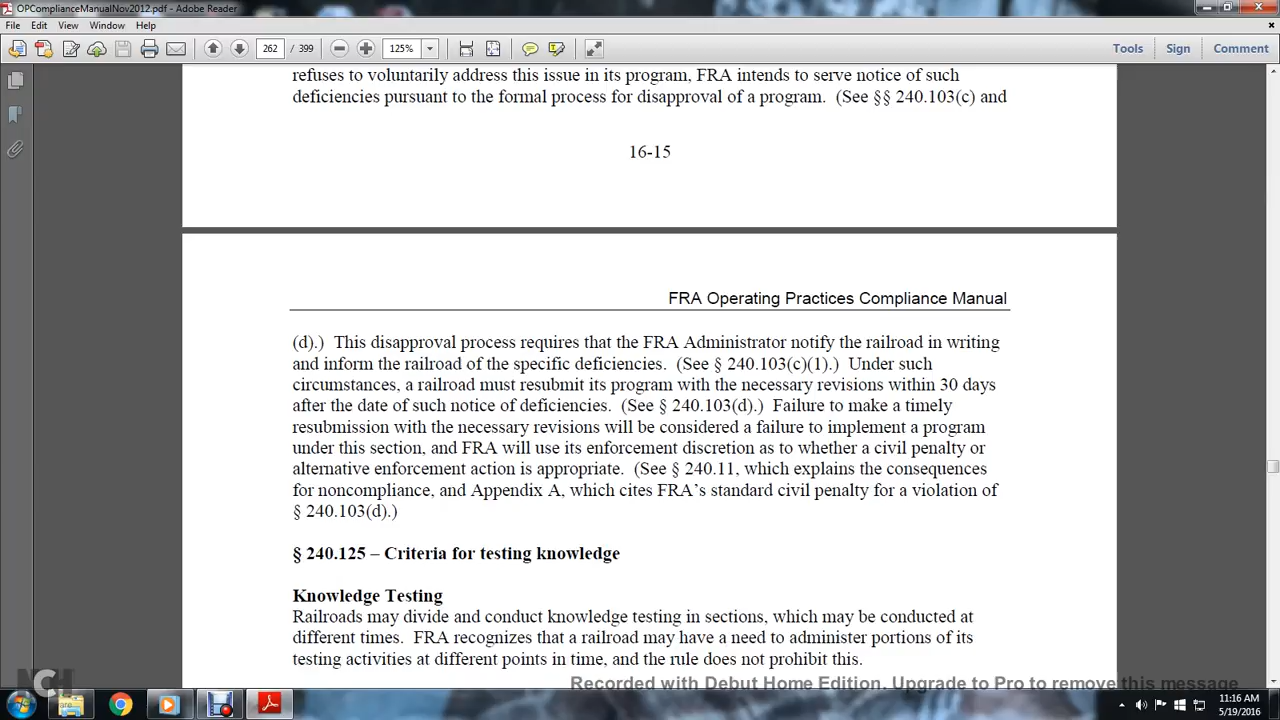 OPComplianceManualNov2012.pdf - Adobe Reader
File Edit View Window Help
262 / 399 125% Tools Sign Comment
refuses to voluntarily address this issue in its program, FRA intends to serve notice of such
deficiencies pursuant to the formal process for disapproval of a program. (See §§ 240.103(c) and
16-15
FRA Operating Practices Compliance Manual
(d).) This disapproval process requires that the FRA Administrator notify the railroad in writing
and inform the railroad of the specific deficiencies. (See § 240.103(c)(1).) Under such
circumstances, a railroad must resubmit its program with the necessary revisions within 30 days
after the date of such notice of deficiencies. (See § 240.103(d).) Failure to make a timely
resubmission with the necessary revisions will be considered a failure to implement a program
under this section, and FRA will use its enforcement discretion as to whether a civil penalty or
alternative enforcement action is appropriate. (See § 240.11, which explains the consequences
for noncompliance, and Appendix A, which cites FRA's standard civil penalty for a violation of
§ 240.103(d).)
§ 240.125 – Criteria for testing knowledge
Knowledge Testing
Railroads may divide and conduct knowledge testing in sections, which may be conducted at
different times. FRA recognizes that a railroad may have a need to administer portions of its
testing activities at different points in time, and the rule does not prohibit this.
Recorded with Debut Home Edition. Upgrade to Pro to remove this message
NCH
11:16 AM
5/19/2016